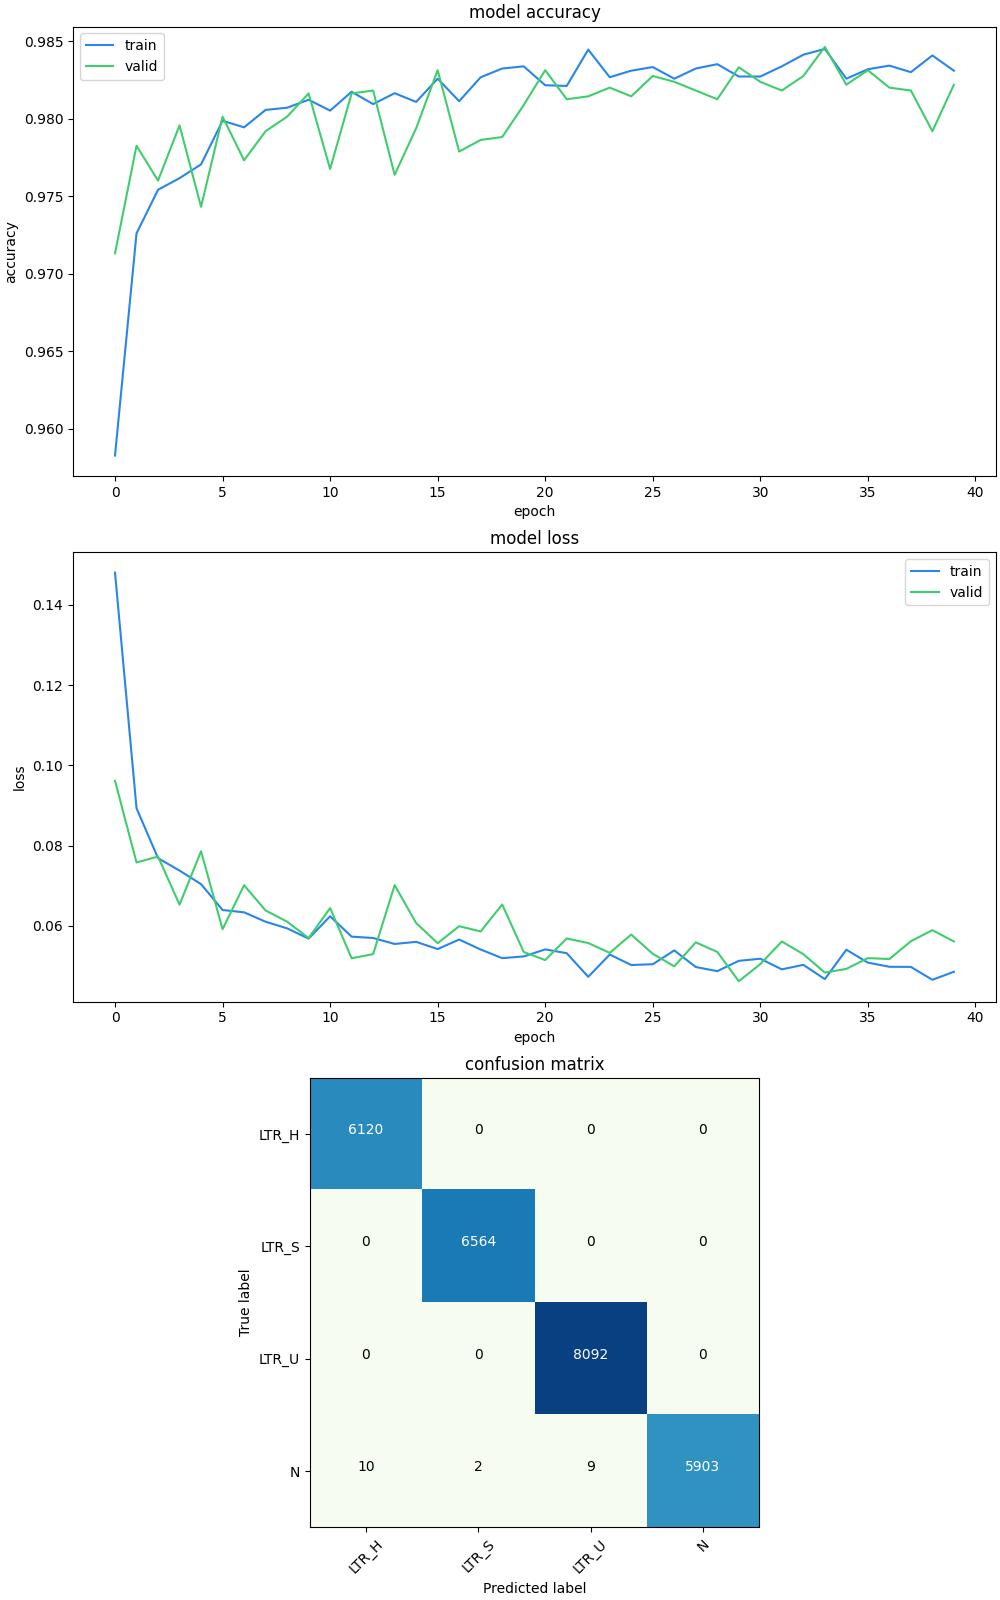 model accuracy
train
valid
0.985
0.980
0.975
0.970
0.965
0.960
accuracy
0 5 10 15 20 25 30 35 40
epoch
model loss
train
valid
0.14
0.12
0.10
0.08
0.06
loss
0 5 10 15 20 25 30 35 40
epoch
confusion matrix
LTR_H 6120 0 0 0
LTR_S 0 6564 0 0
LTR_U 0 0 8092 0
N 10 2 9 5903
True label
LTR_H LTR_S LTR_U N
Predicted label